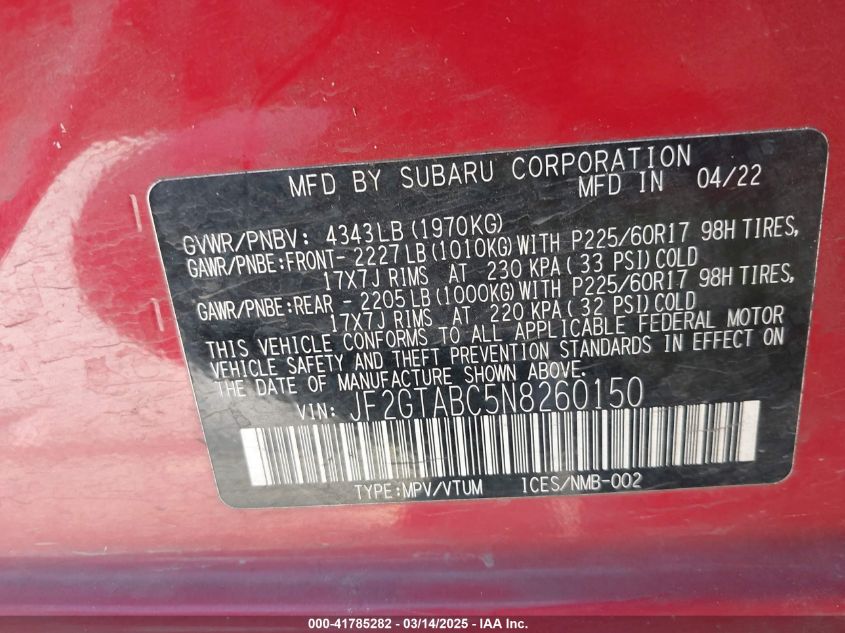 MFD BY SUBARU CORPORATION
MFD IN 04/22
GVWR/PNBV: 4343LB (1970KG)
GAWR/PNBE:FRONT- 2227LB (1010KG) WITH P225/60R17 98H TIRES,
17X7J RIMS AT 230 KPA( 33 PSI) COLD
GAWR/PNBE:REAR - 2205LB (1000KG) WITH P225/60R17 98H TIRES,
17X7J RIMS AT 220 KPA( 32 PSI) COLD
THIS VEHICLE CONFORMS TO ALL APPLICABLE FEDERAL MOTOR
VEHICLE SAFETY AND THEFT PREVENTION STANDARDS IN EFFECT ON
THE DATE OF MANUFACTURE SHOWN ABOVE.
VIN: JF2GTABC5N8260150
TYPE:MPV/VTUM ICES/NMB-002
000-41785282 - 03/14/2025 - IAA Inc.